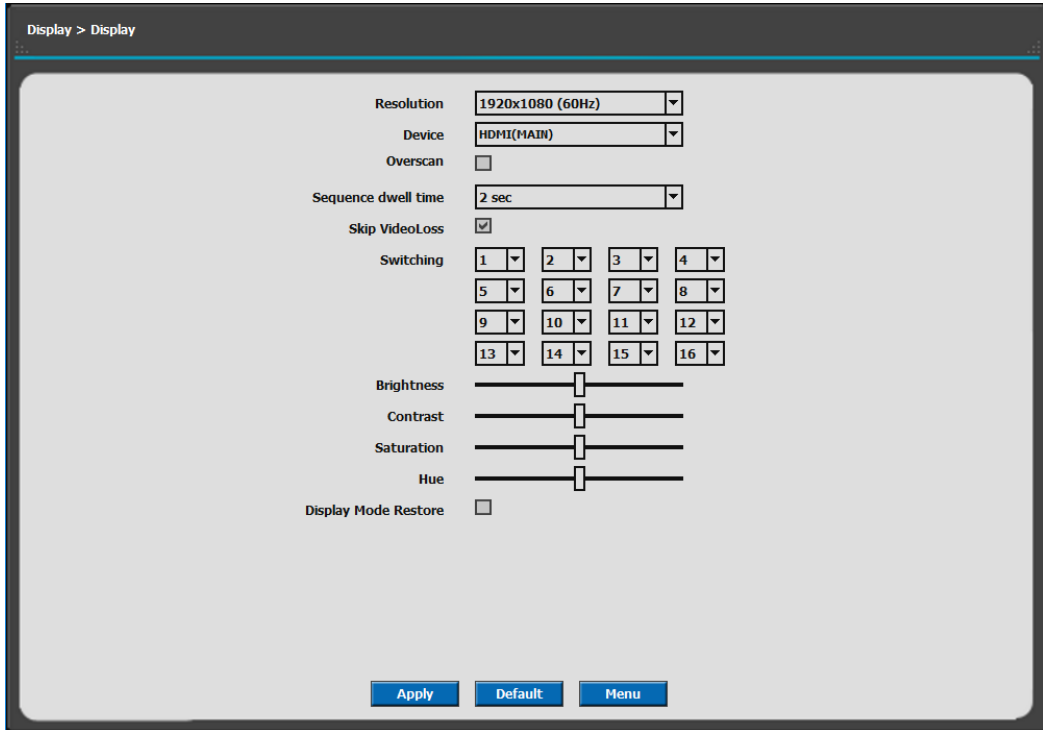 Display > Display
Resolution 1920x1080 (60Hz)
Device HDMI(MAIN)
Overscan
Sequence dwell time 2 sec
Skip VideoLoss
Switching 1 2 3 4
5 6 7 8
9 10 11 12
13 14 15 16
Brightness
Contrast
Saturation
Hue
Display Mode Restore
Apply Default Menu